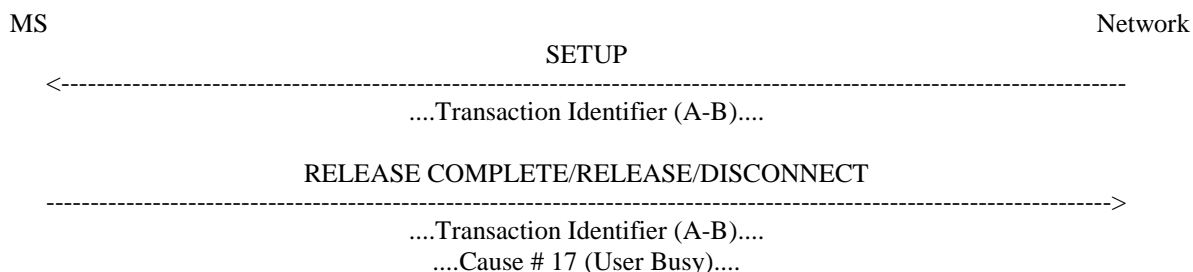 MS Network
SETUP
<------------------------------------------------------------------------------------------------------------------------
....Transaction Identifier (A-B)....
RELEASE COMPLETE/RELEASE/DISCONNECT
------------------------------------------------------------------------------------------------------------------------>
....Transaction Identifier (A-B)....
....Cause # 17 (User Busy)....